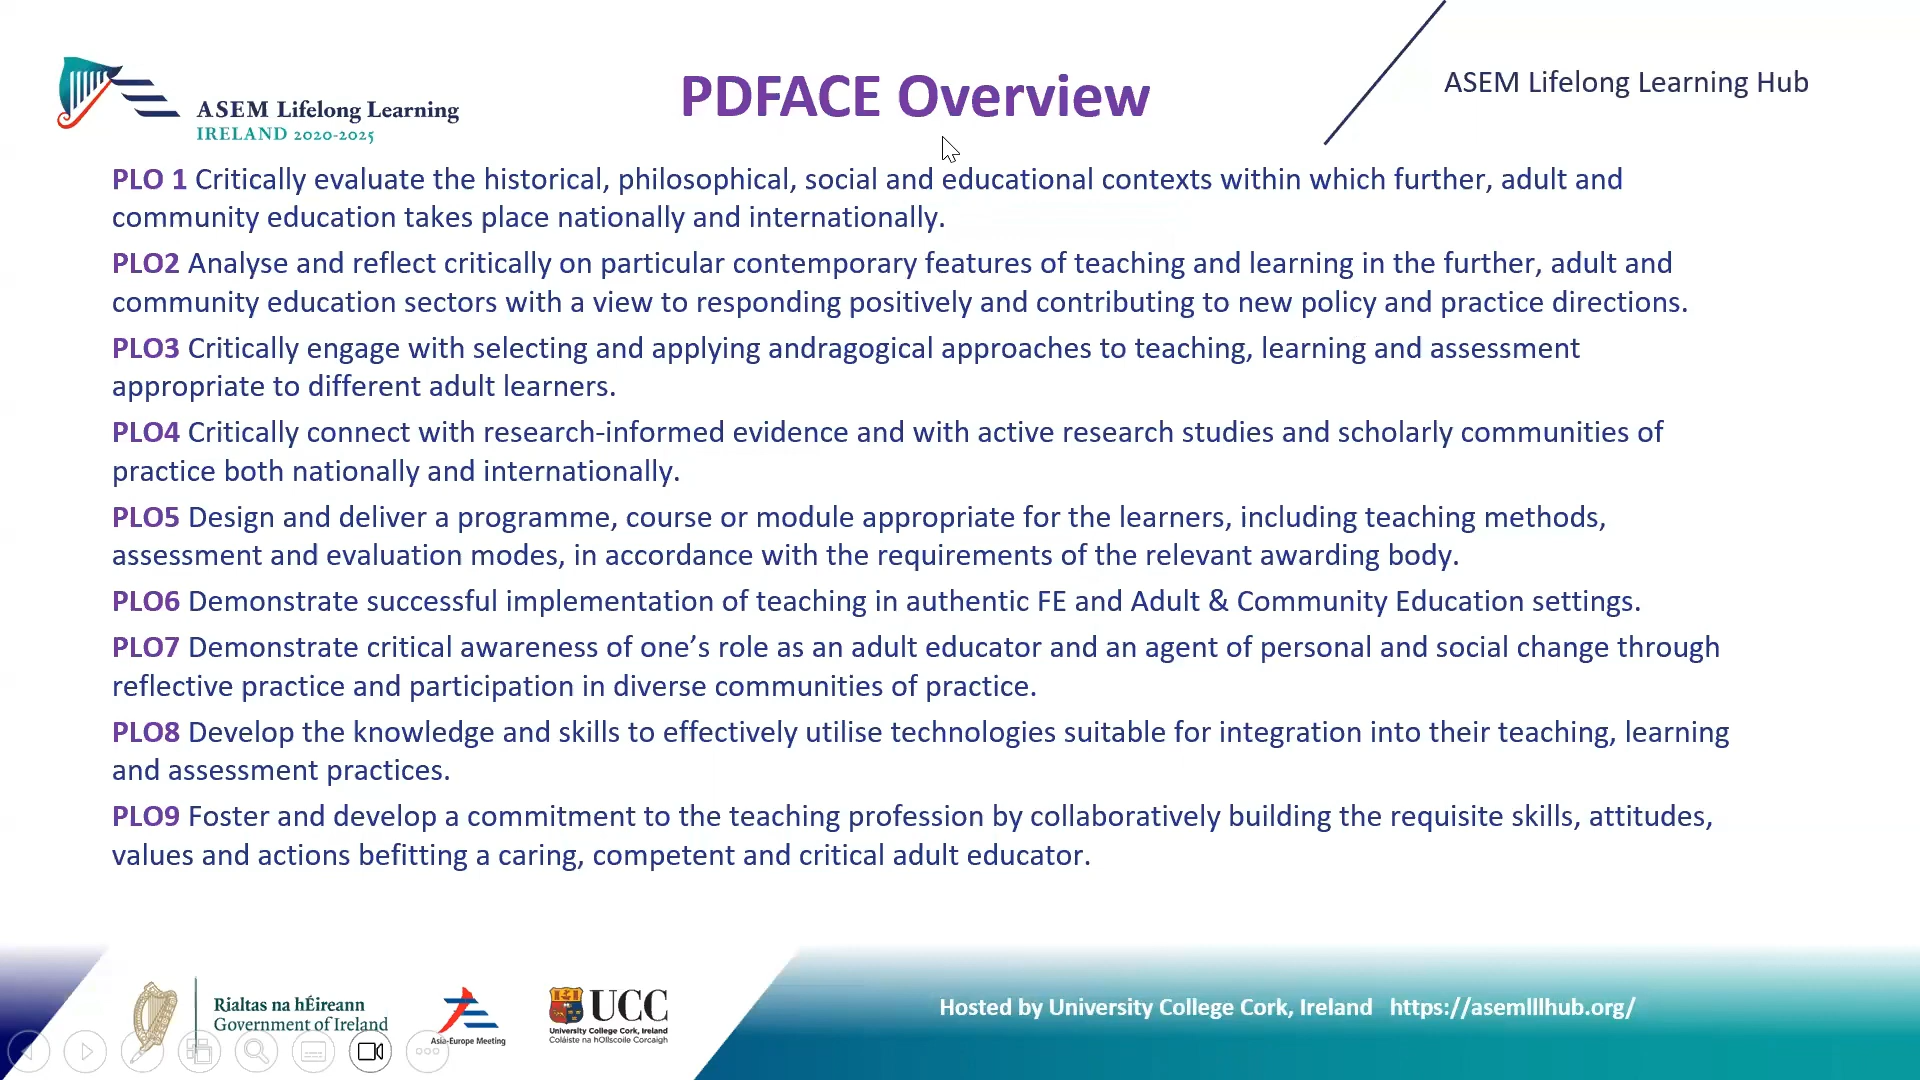 ASEM Lifelong Learning
IRELAND 2020-2025
PDFACE Overview
ASEM Lifelong Learning Hub
PLO 1 Critically evaluate the historical, philosophical, social and educational contexts within which further, adult and
community education takes place nationally and internationally.
PLO2 Analyse and reflect critically on particular contemporary features of teaching and learning in the further, adult and
community education sectors with a view to responding positively and contributing to new policy and practice directions.
PLO3 Critically engage with selecting and applying andragogical approaches to teaching, learning and assessment
appropriate to different adult learners.
PLO4 Critically connect with research-informed evidence and with active research studies and scholarly communities of
practice both nationally and internationally.
PLO5 Design and deliver a programme, course or module appropriate for the learners, including teaching methods,
assessment and evaluation modes, in accordance with the requirements of the relevant awarding body.
PLO6 Demonstrate successful implementation of teaching in authentic FE and Adult & Community Education settings.
PLO7 Demonstrate critical awareness of one’s role as an adult educator and an agent of personal and social change through
reflective practice and participation in diverse communities of practice.
PLO8 Develop the knowledge and skills to effectively utilise technologies suitable for integration into their teaching, learning
and assessment practices.
PLO9 Foster and develop a commitment to the teaching profession by collaboratively building the requisite skills, attitudes,
values and actions befitting a caring, competent and critical adult educator.
Rialtas na hÉireann
Government of Ireland
Asia-Europe Meeting
UCC
University College Cork, Ireland
Coláiste na hOllscoile Corcaigh
Hosted by University College Cork, Ireland https://asemlllhub.org/